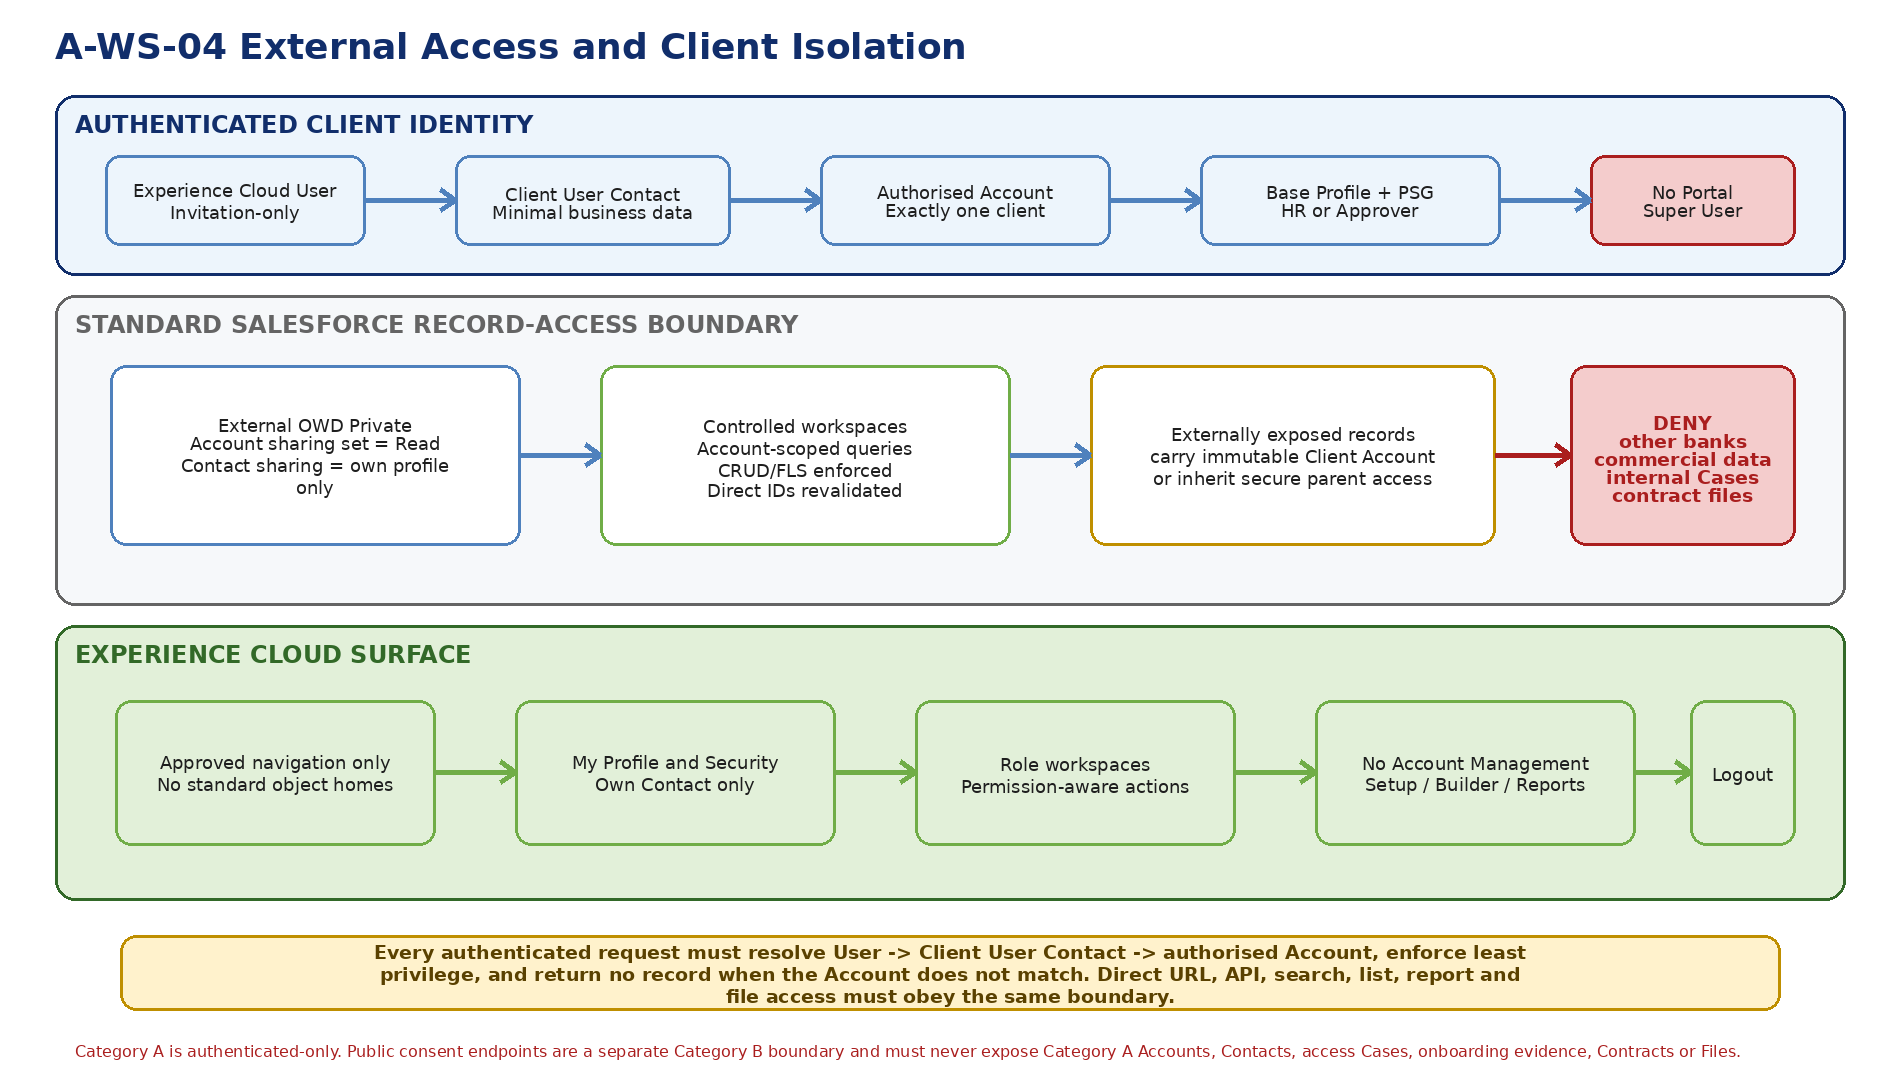 A-WS-04 External Access and Client Isolation
AUTHENTICATED CLIENT IDENTITY
Experience Cloud User
Invitation-only
Client User Contact
Minimal business data
Authorised Account
Exactly one client
Base Profile + PSG
HR or Approver
No Portal
Super User
STANDARD SALESFORCE RECORD-ACCESS BOUNDARY
External OWD Private
Account sharing set = Read
Contact sharing = own profile
only
Controlled workspaces
Account-scoped queries
CRUD/FLS enforced
Direct IDs revalidated
Externally exposed records
carry immutable Client Account
or inherit secure parent access
DENY
other banks
commercial data
internal Cases
contract files
EXPERIENCE CLOUD SURFACE
Approved navigation only
No standard object homes
My Profile and Security
Own Contact only
Role workspaces
Permission-aware actions
No Account Management
Setup / Builder / Reports
Logout
Every authenticated request must resolve User -> Client User Contact -> authorised Account, enforce least
privilege, and return no record when the Account does not match. Direct URL, API, search, list, report and
file access must obey the same boundary.
Category A is authenticated-only. Public consent endpoints are a separate Category B boundary and must never expose Category A Accounts, Contacts, access Cases, onboarding evidence, Contracts or Files.